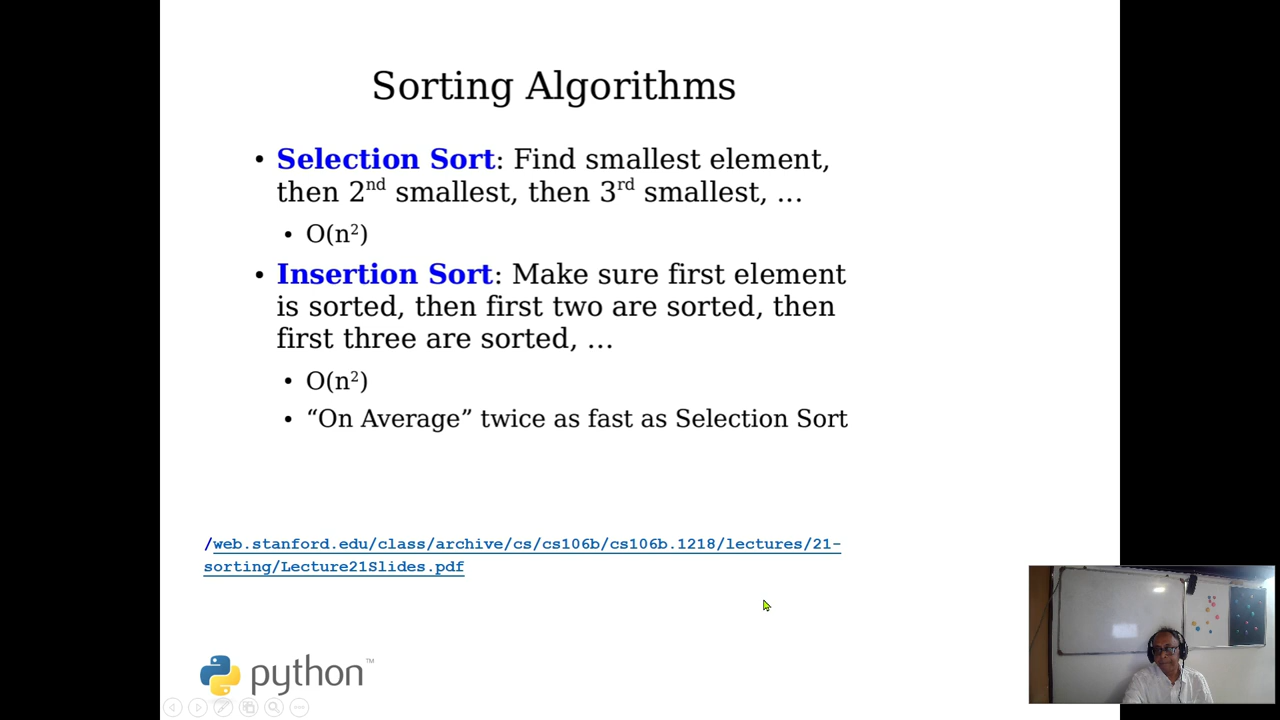 Sorting Algorithms
• Selection Sort: Find smallest element,
then 2nd smallest, then 3rd smallest, …
• O(n²)
• Insertion Sort: Make sure first element
is sorted, then first two are sorted, then
first three are sorted, …
• O(n²)
• “On Average” twice as fast as Selection Sort
/web.stanford.edu/class/archive/cs/cs106b/cs106b.1218/lectures/21-
sorting/Lecture21Slides.pdf
python™